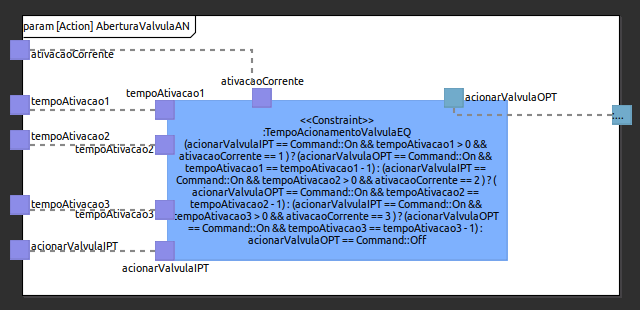 param [Action] AberturaValvulaAN
ativacaoCorrente
ativacaoCorrente
tempoAtivacao1
tempoAtivacao1
acionarValvulaOPT
:...
tempoAtivacao2
tempoAtivacao2
tempoAtivacao3
tempoAtivacao3
acionarValvulaIPT
acionarValvulaIPT
<<Constraint>>
:TempoAcionamentoValvulaEQ
(acionarValvulaIPT == Command::On && tempoAtivacao1 > 0 &&
ativacaoCorrente == 1 ) ? (acionarValvulaOPT == Command::On &&
tempoAtivacao1 == tempoAtivacao1 - 1) : (acionarValvulaIPT
== Command::On && tempoAtivacao2 > 0 && ativacaoCorrente == 2 ) ? (
acionarValvulaOPT == Command::On && tempoAtivacao2 ==
tempoAtivacao2 - 1) : (acionarValvulaIPT == Command::On &&
tempoAtivacao3 > 0 && ativacaoCorrente == 3 ) ? (acionarValvulaOPT
== Command::On && tempoAtivacao3 == tempoAtivacao3 - 1) :
acionarValvulaOPT == Command::Off